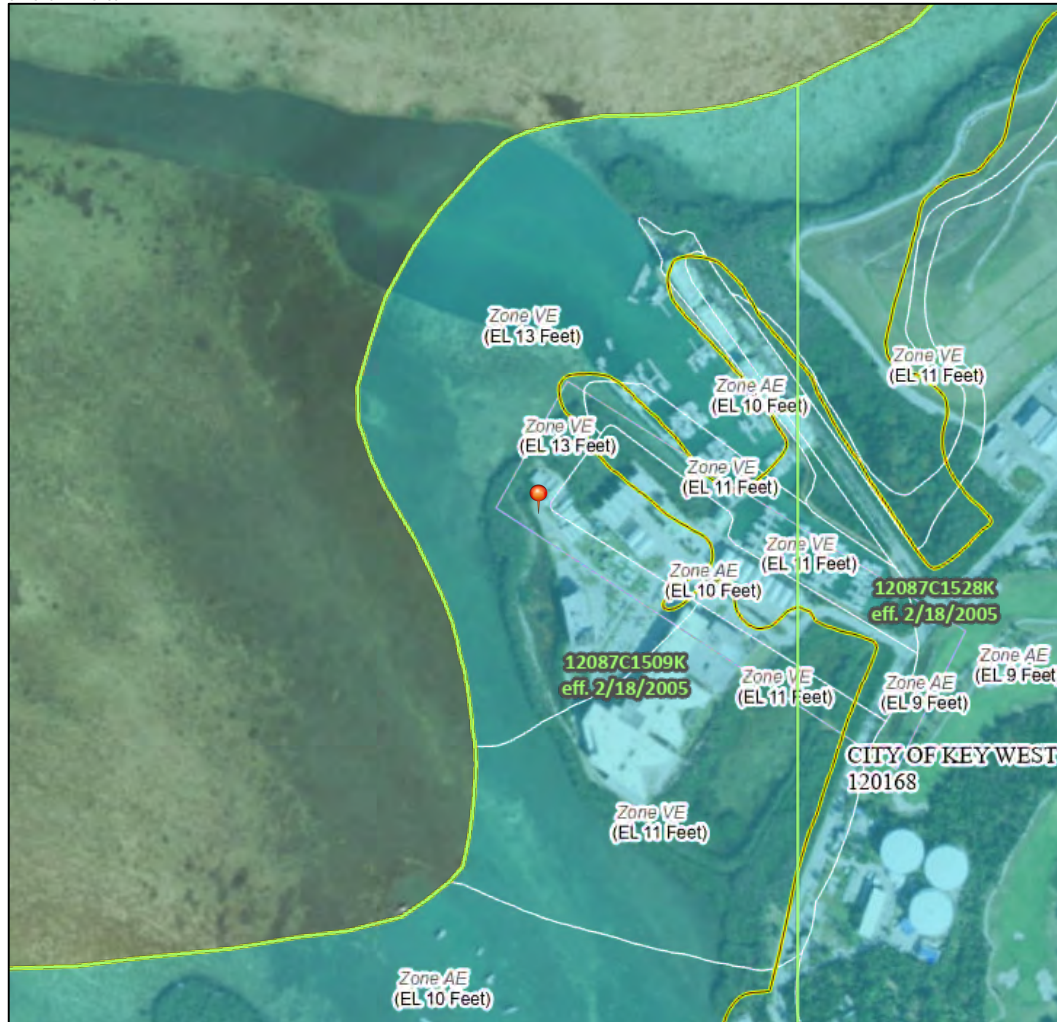 Zone VE
(EL 13 Feet)
Zone VE
(EL 11 Feet)
Zone AE
(EL 10 Feet)
Zone VE
(EL 13 Feet)
Zone VE
(EL 11 Feet)
Zone VE
(EL 11 Feet)
Zone AE
(EL 10 Feet)
12087C1528K
eff. 2/18/2005
12087C1509K
eff. 2/18/2005
Zone AE
(EL 9 Feet
Zone VE
(EL 11 Feet)
Zone AE
(EL 9 Feet)
CITY OF KEY WEST
120168
Zone VE
(EL 11 Feet)
Zone AE
(EL 10 Feet)